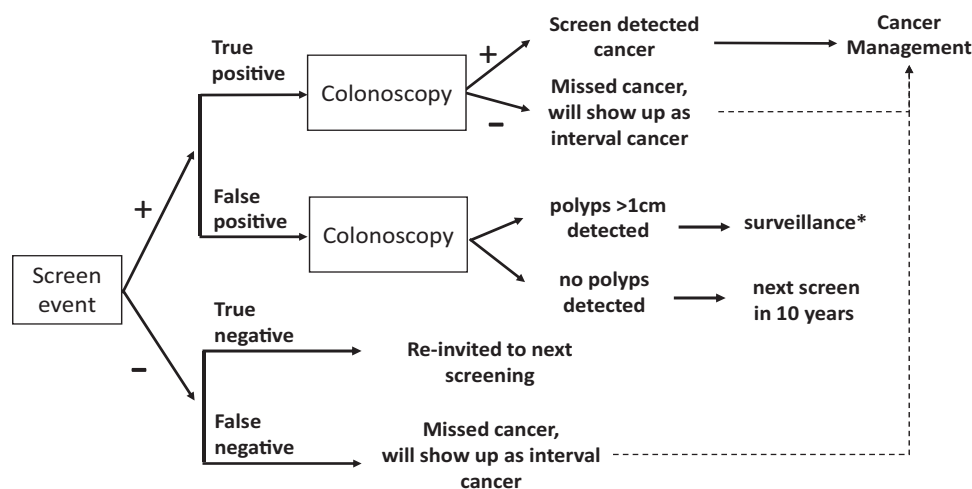 Screen
event
+
−
True
positive
Colonoscopy
+
Screen detected
cancer
Cancer
Management
−
Missed cancer,
will show up as
interval cancer
False
positive
Colonoscopy
polyps >1cm
detected
surveillance*
no polyps
detected
next screen
in 10 years
True
negative
Re-invited to next
screening
False
negative
Missed cancer,
will show up as interval
cancer